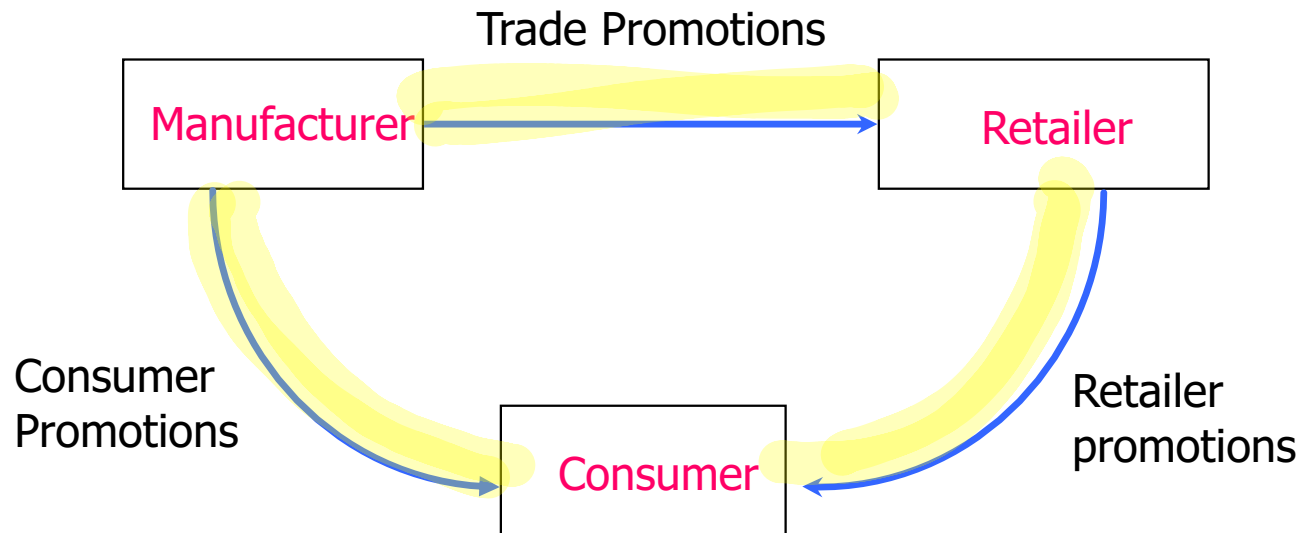 Trade Promotions
Manufacturer
Retailer
Consumer
Promotions
Retailer
promotions
Consumer